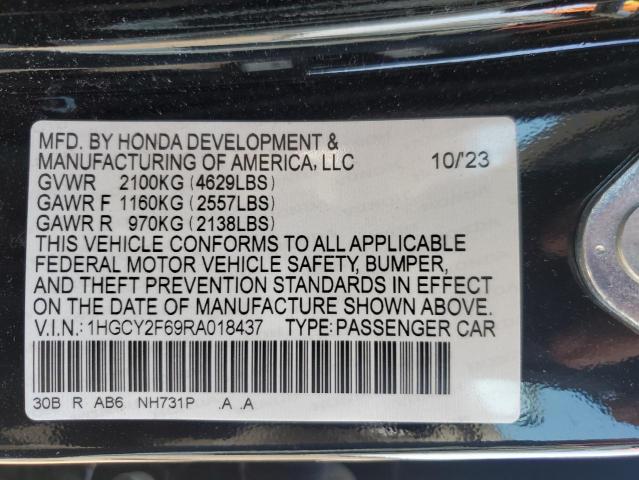 MFD. BY HONDA DEVELOPMENT &
MANUFACTURING OF AMERICA, LLC 10/'23
GVWR 2100KG (4629LBS)
GAWR F 1160KG (2557LBS)
GAWR R 970KG (2138LBS)
THIS VEHICLE CONFORMS TO ALL APPLICABLE
FEDERAL MOTOR VEHICLE SAFETY, BUMPER,
AND THEFT PREVENTION STANDARDS IN EFFECT
ON THE DATE OF MANUFACTURE SHOWN ABOVE.
V.I.N.: 1HGCY2F69RA018437 TYPE: PASSENGER CAR
30B R AB6 NH731P .A .A